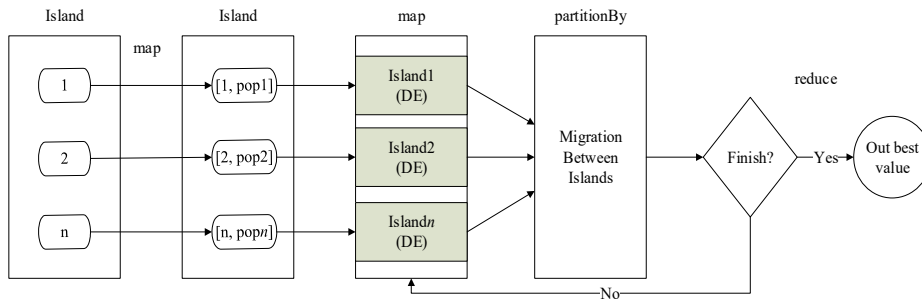 Island
Island
map
partitionBy
map
reduce
1
[1, pop1]
Island1
(DE)
2
[2, pop2]
Island2
(DE)
n
[n, popn]
Islandn
(DE)
Migration
Between
Islands
Finish?
Yes
Out best
value
No